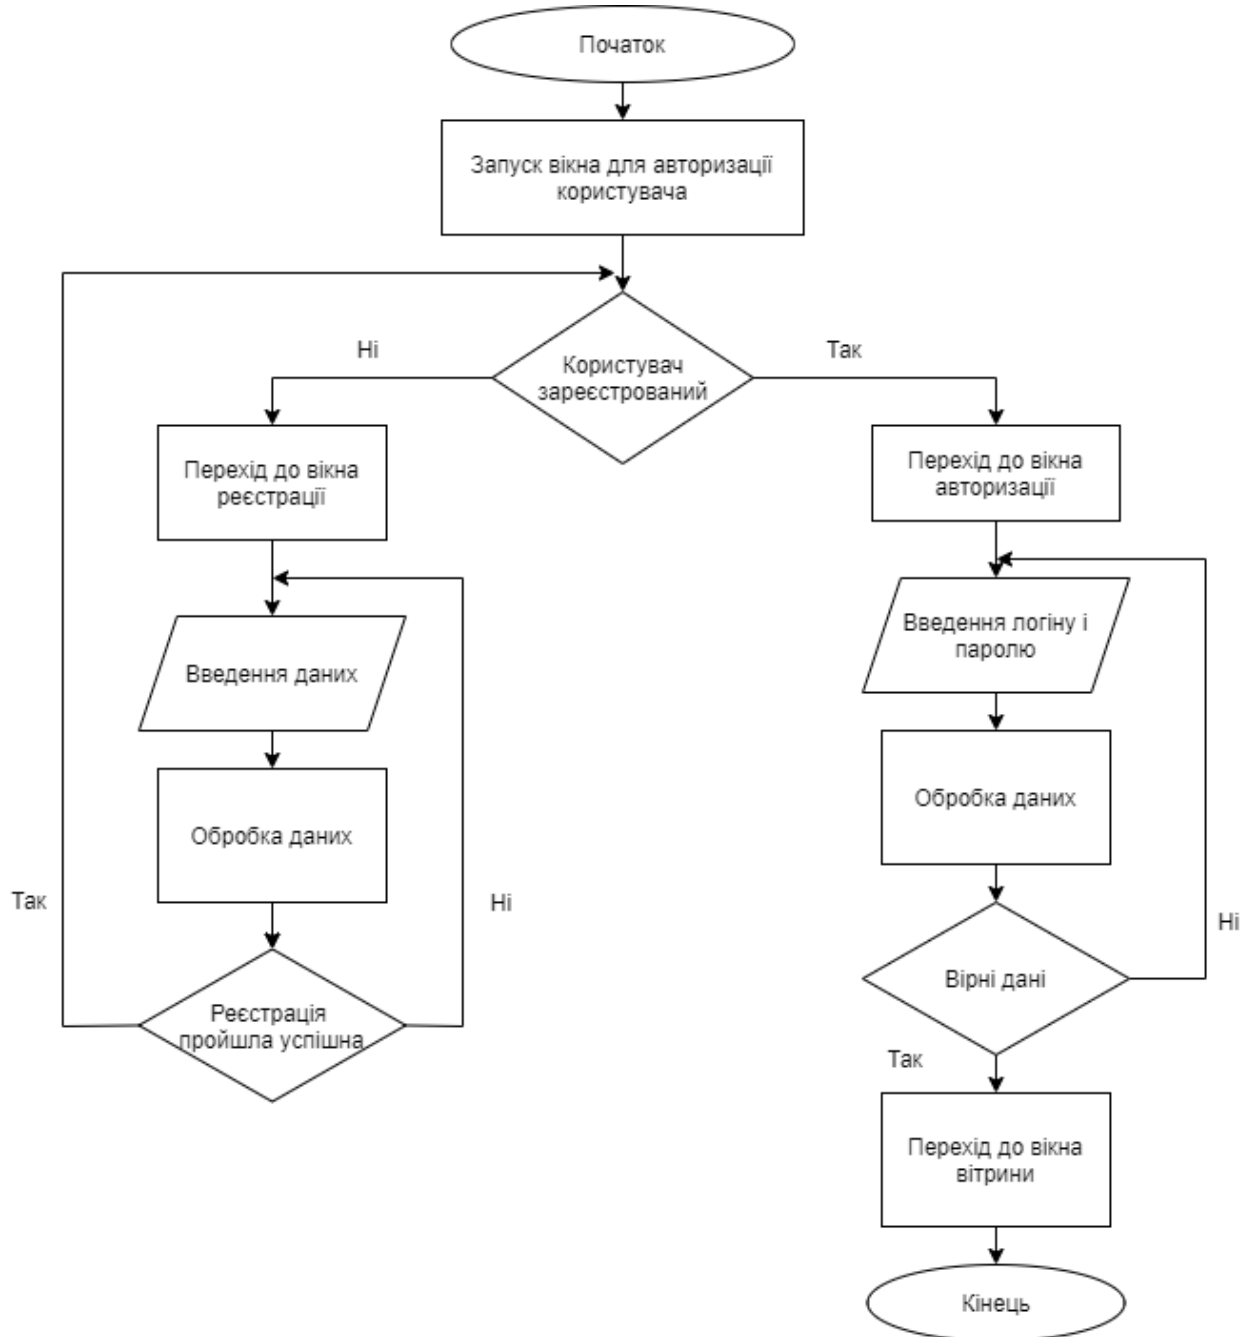 Початок
Запуск вікна для авторизації
користувача
Ні
Так
Користувач
зареєстрований
Перехід до вікна
реєстрації
Перехід до вікна
авторизації
Введення даних
Введення логіну і
паролю
Обробка даних
Обробка даних
Так
Ні
Ні
Реєстрація
пройшла успішна
Вірні дані
Так
Перехід до вікна
вітрини
Кінець